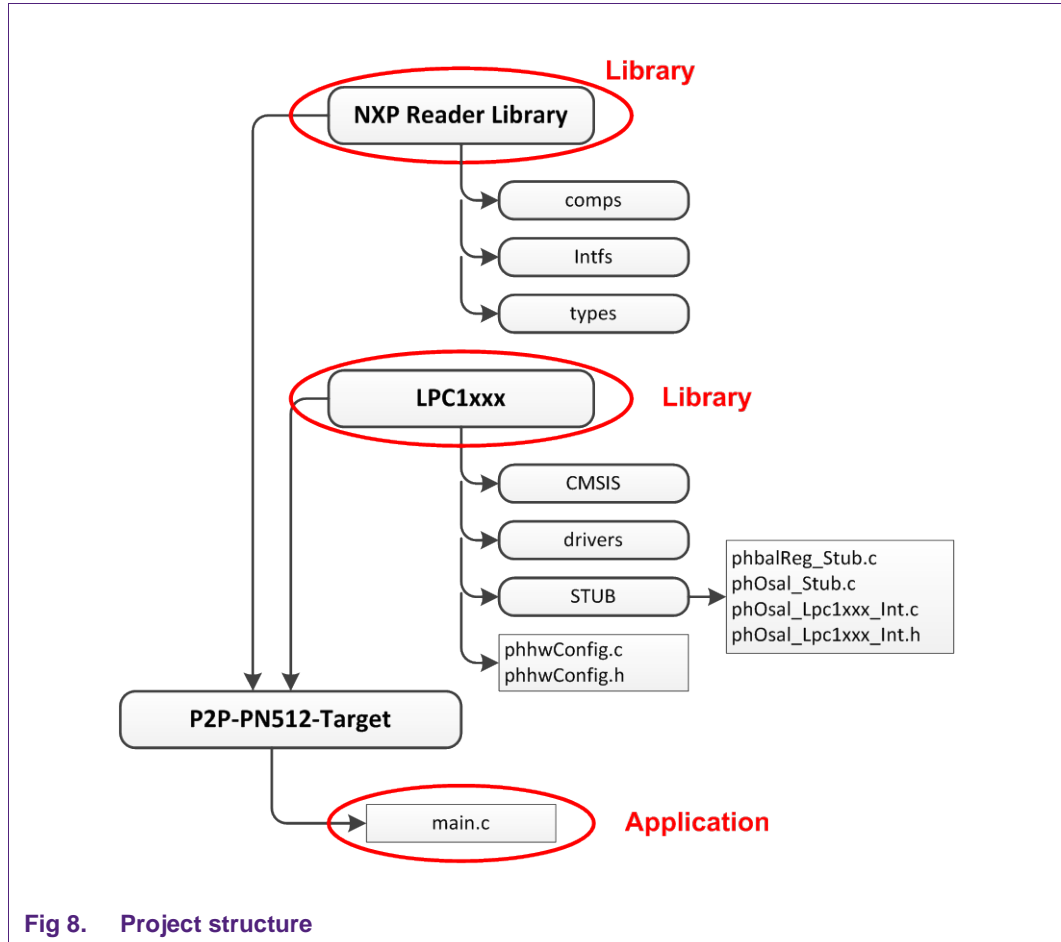 Library
NXP Reader Library
comps
Intfs
types
LPC1xxx
Library
CMSIS
drivers
STUB
phbalReg_Stub.c
phOsal_Stub.c
phOsal_Lpc1xxx_Int.c
phOsal_Lpc1xxx_Int.h
phhwConfig.c
phhwConfig.h
P2P-PN512-Target
main.c
Application
Fig 8. Project structure